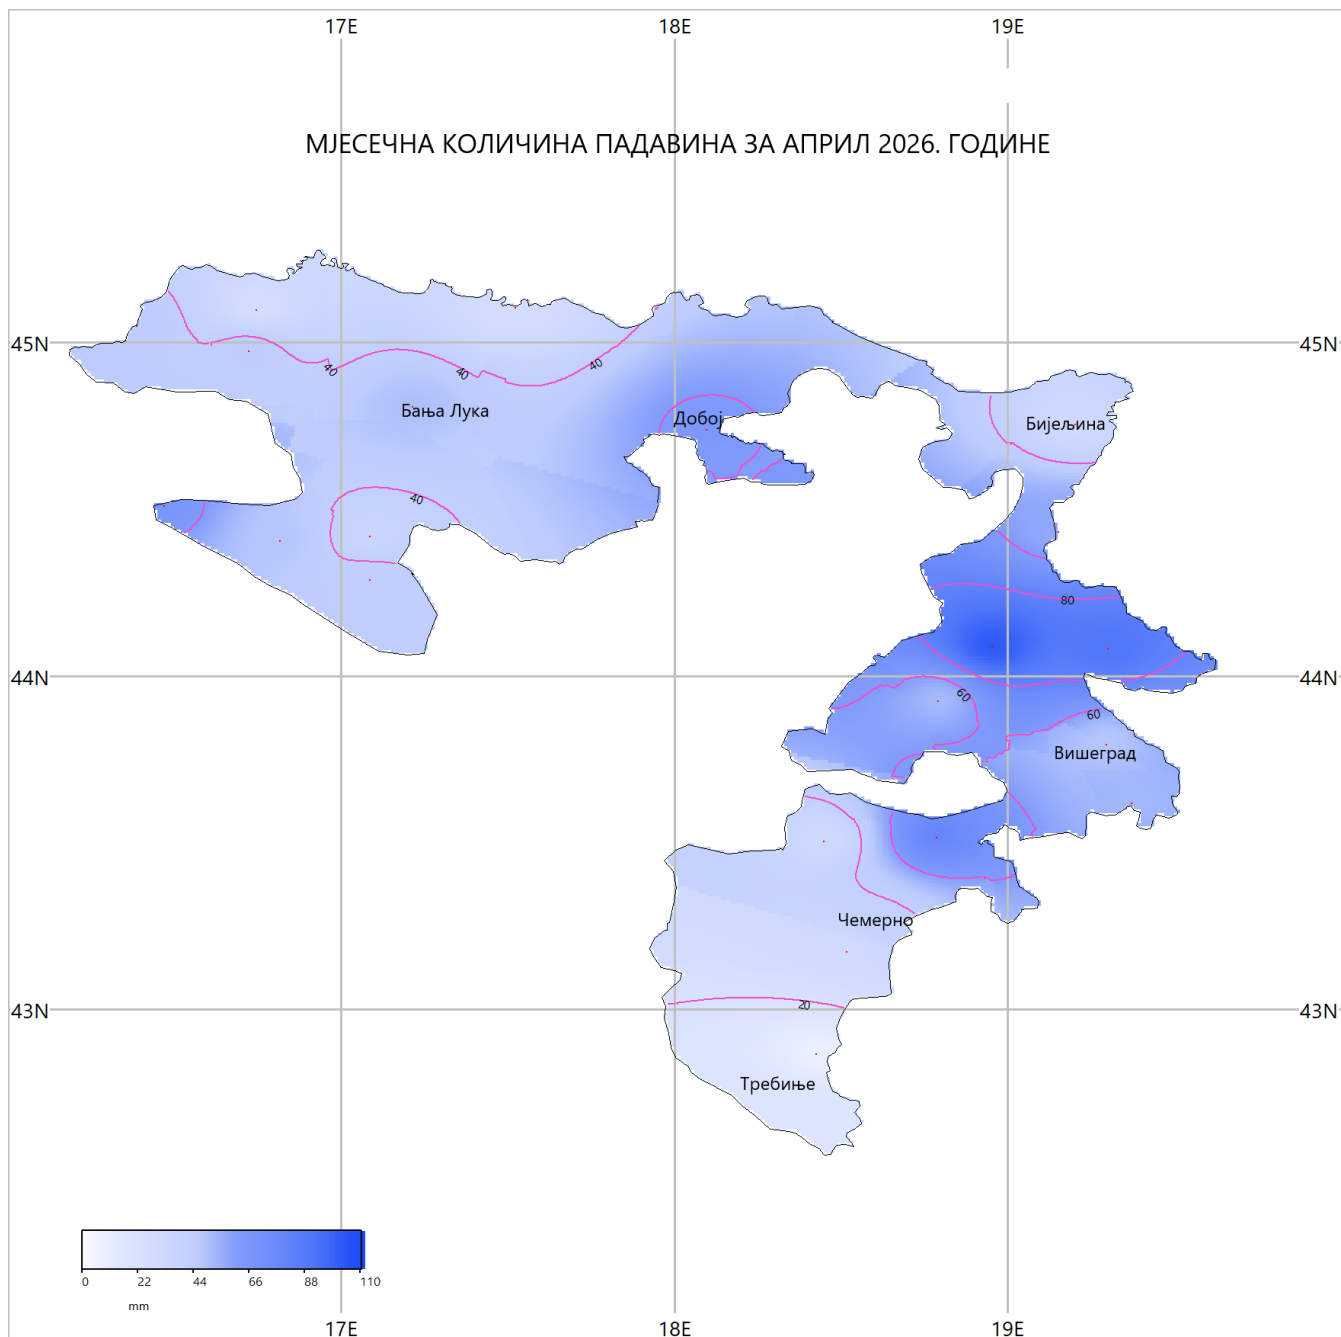 17E 18E 19E
МЈЕСЕЧНА КОЛИЧИНА ПАДАВИНА ЗА АПРИЛ 2026. ГОДИНЕ
45N 45N
40 40 40
Бања Лука
Добој
Бијељина
40
80
44N 44N
60
60
Вишеград
Чемерно
20
43N 43N
Требиње
0 22 44 66 88 110
mm
17E 18E 19E